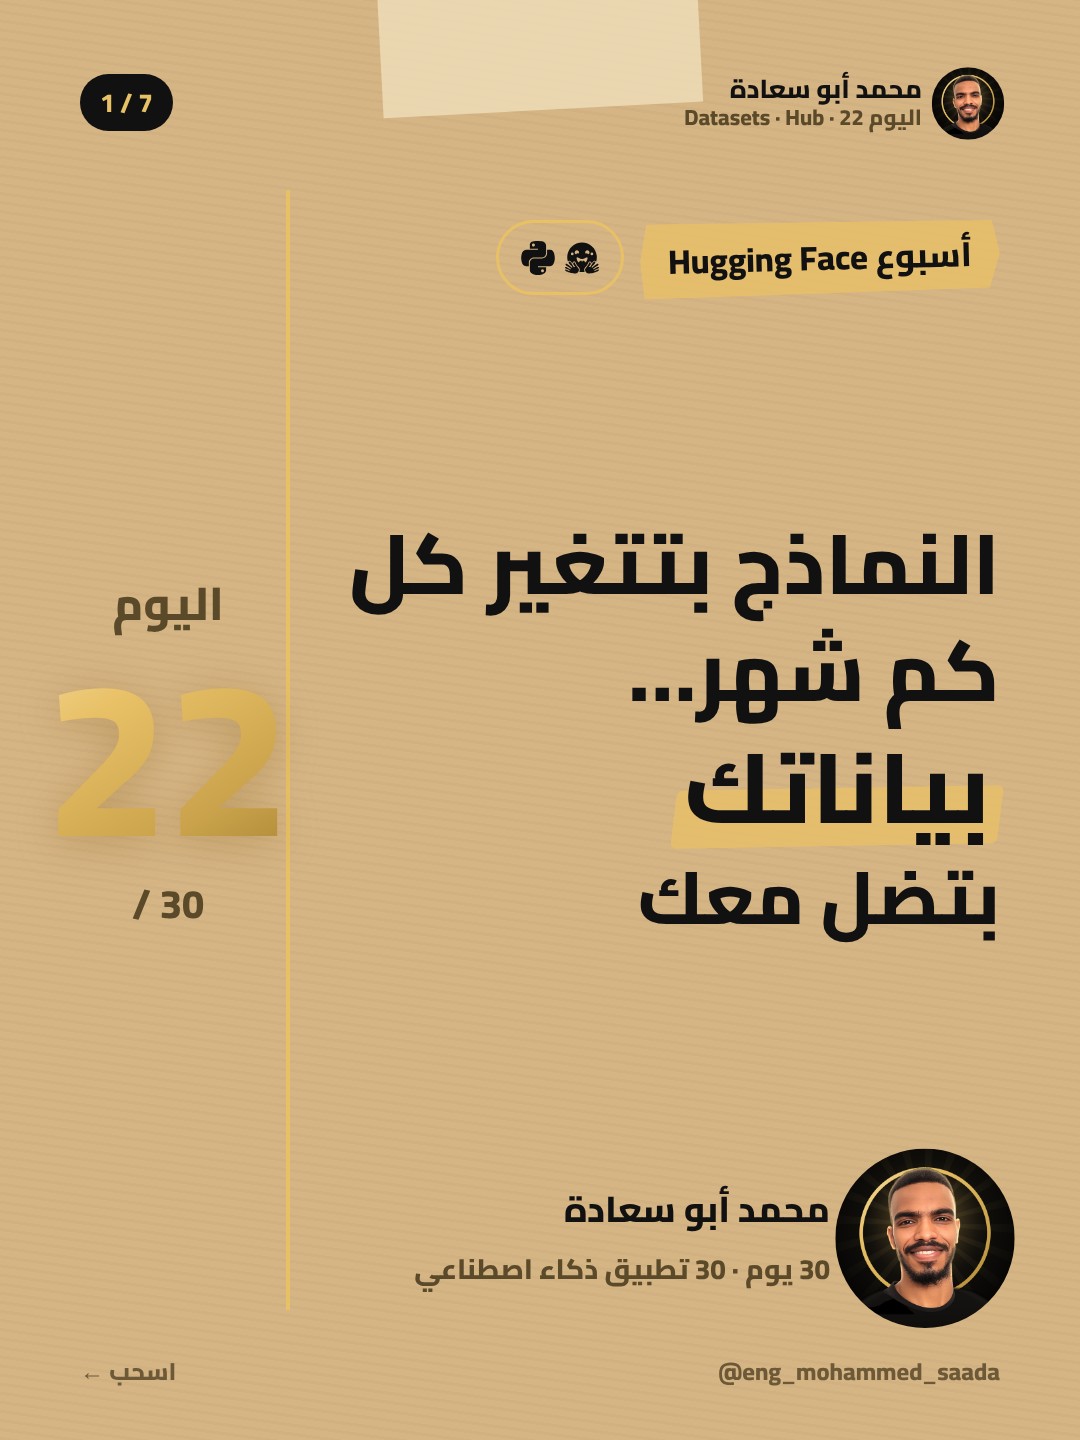 محمد أبو سعادة
اليوم 22 · Datasets · Hub
1 / 7
أسبوع Hugging Face
النماذج بتتغير كل
كم شهر...
بياناتك
بتضل معك
اليوم
22
/ 30
محمد أبو سعادة
30 يوم · 30 تطبيق ذكاء اصطناعي
@eng_mohammed_saada
اسحب ←